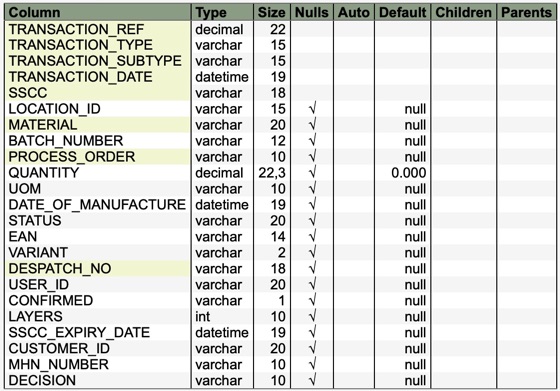 Column Type Size Nulls Auto Default Children Parents
TRANSACTION_REF decimal 22
TRANSACTION_TYPE varchar 15
TRANSACTION_SUBTYPE varchar 15
TRANSACTION_DATE datetime 19
SSCC varchar 18
LOCATION_ID varchar 15 √ null
MATERIAL varchar 20 √ null
BATCH_NUMBER varchar 12 √ null
PROCESS_ORDER varchar 10 √ null
QUANTITY decimal 22,3 √ 0.000
UOM varchar 10 √ null
DATE_OF_MANUFACTURE datetime 19 √ null
STATUS varchar 20 √ null
EAN varchar 14 √ null
VARIANT varchar 2 √ null
DESPATCH_NO varchar 18 √ null
USER_ID varchar 20 √ null
CONFIRMED varchar 1 √ null
LAYERS int 10 √ null
SSCC_EXPIRY_DATE datetime 19 √ null
CUSTOMER_ID varchar 20 √ null
MHN_NUMBER varchar 10 √ null
DECISION varchar 10 √ null